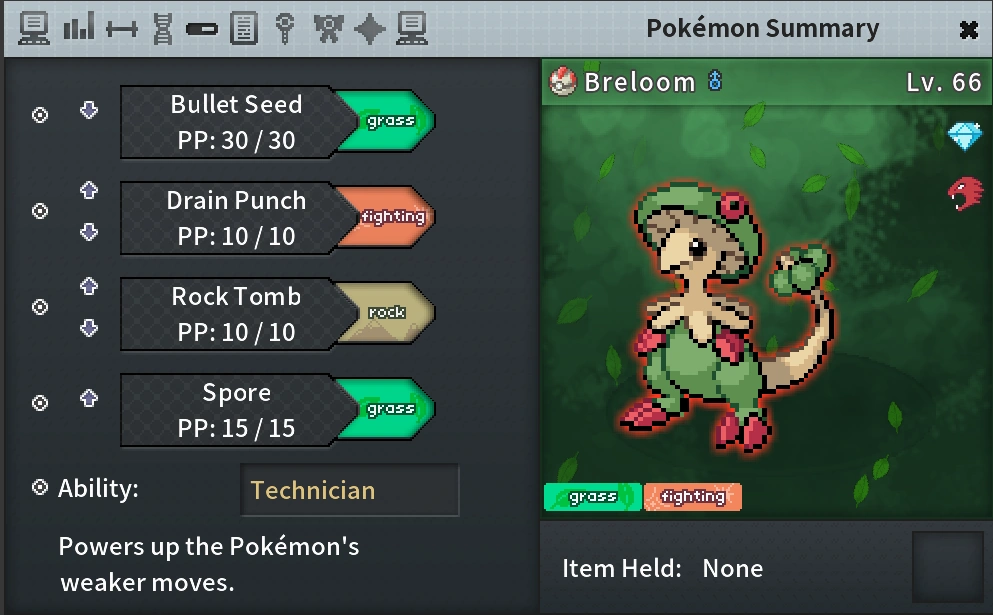 Pokémon Summary
Bullet Seed
PP: 30 / 30
grass
Drain Punch
PP: 10 / 10
fighting
Rock Tomb
PP: 10 / 10
rock
Spore
PP: 15 / 15
grass
Ability: Technician
Powers up the Pokémon's
weaker moves.
Breloom Lv. 66
grass fighting
Item Held: None